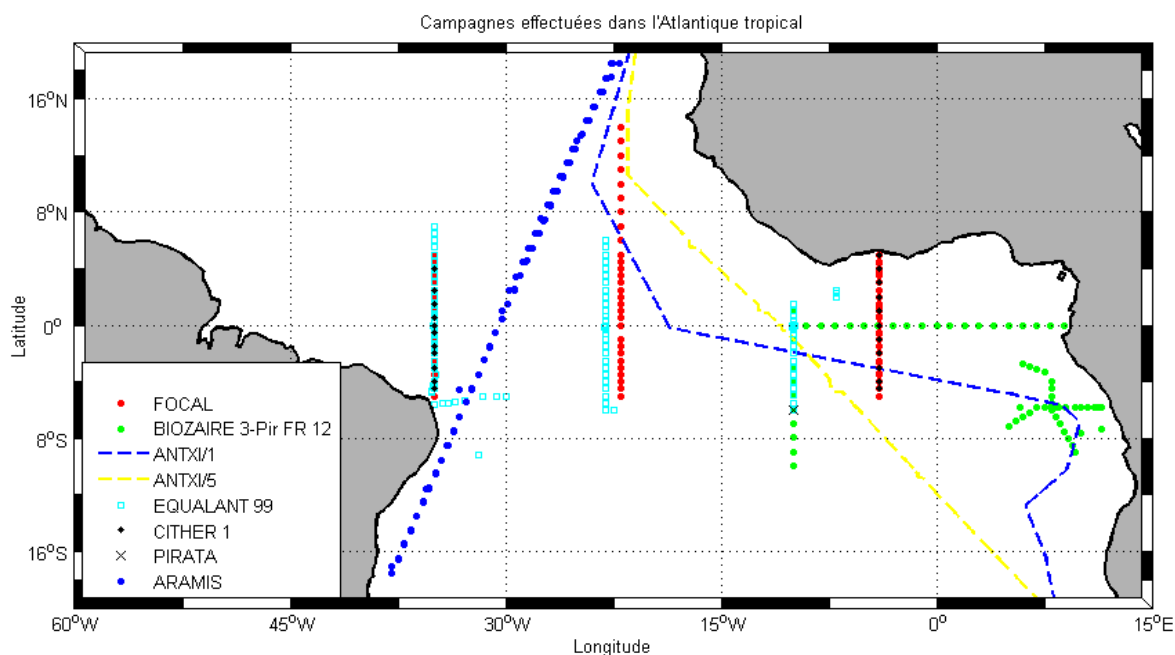 Campagnes effectuées dans l'Atlantique tropical
16°N
8°N
0°
8°S
16°S
Latitude
FOCAL
BIOZAIRE 3-Pir FR 12
ANTXI/1
ANTXI/5
EQUALANT 99
CITHER 1
PIRATA
ARAMIS
60°W 45°W 30°W 15°W 0° 15°E
Longitude